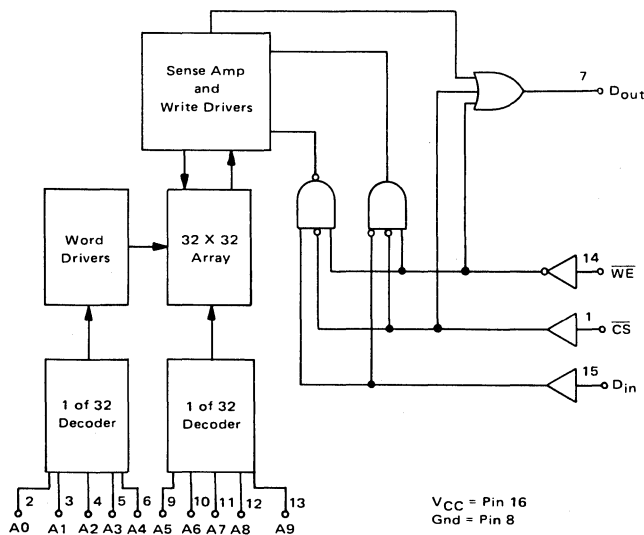 Sense Amp
and
Write Drivers
7
Dout
Word
Drivers
32 X 32
Array
14
WE
1
CS
15
Din
1 of 32
Decoder
1 of 32
Decoder
2
3
4
5
6
9
10
11
12
13
A0
A1
A2
A3
A4
A5
A6
A7
A8
A9
VCC = Pin 16
Gnd = Pin 8